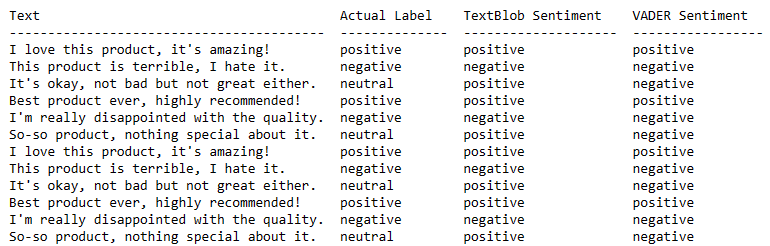 Text                                      Actual Label    TextBlob Sentiment    VADER Sentiment
----------------------------------------  --------------  --------------------  -----------------
I love this product, it's amazing!        positive        positive              positive
This product is terrible, I hate it.      negative        negative              negative
It's okay, not bad but not great either.  neutral         positive              negative
Best product ever, highly recommended!    positive        positive              positive
I'm really disappointed with the quality. negative        negative              negative
So-so product, nothing special about it.  neutral         positive              negative
I love this product, it's amazing!        positive        positive              positive
This product is terrible, I hate it.      negative        negative              negative
It's okay, not bad but not great either.  neutral         positive              negative
Best product ever, highly recommended!    positive        positive              positive
I'm really disappointed with the quality. negative        negative              negative
So-so product, nothing special about it.  neutral         positive              negative